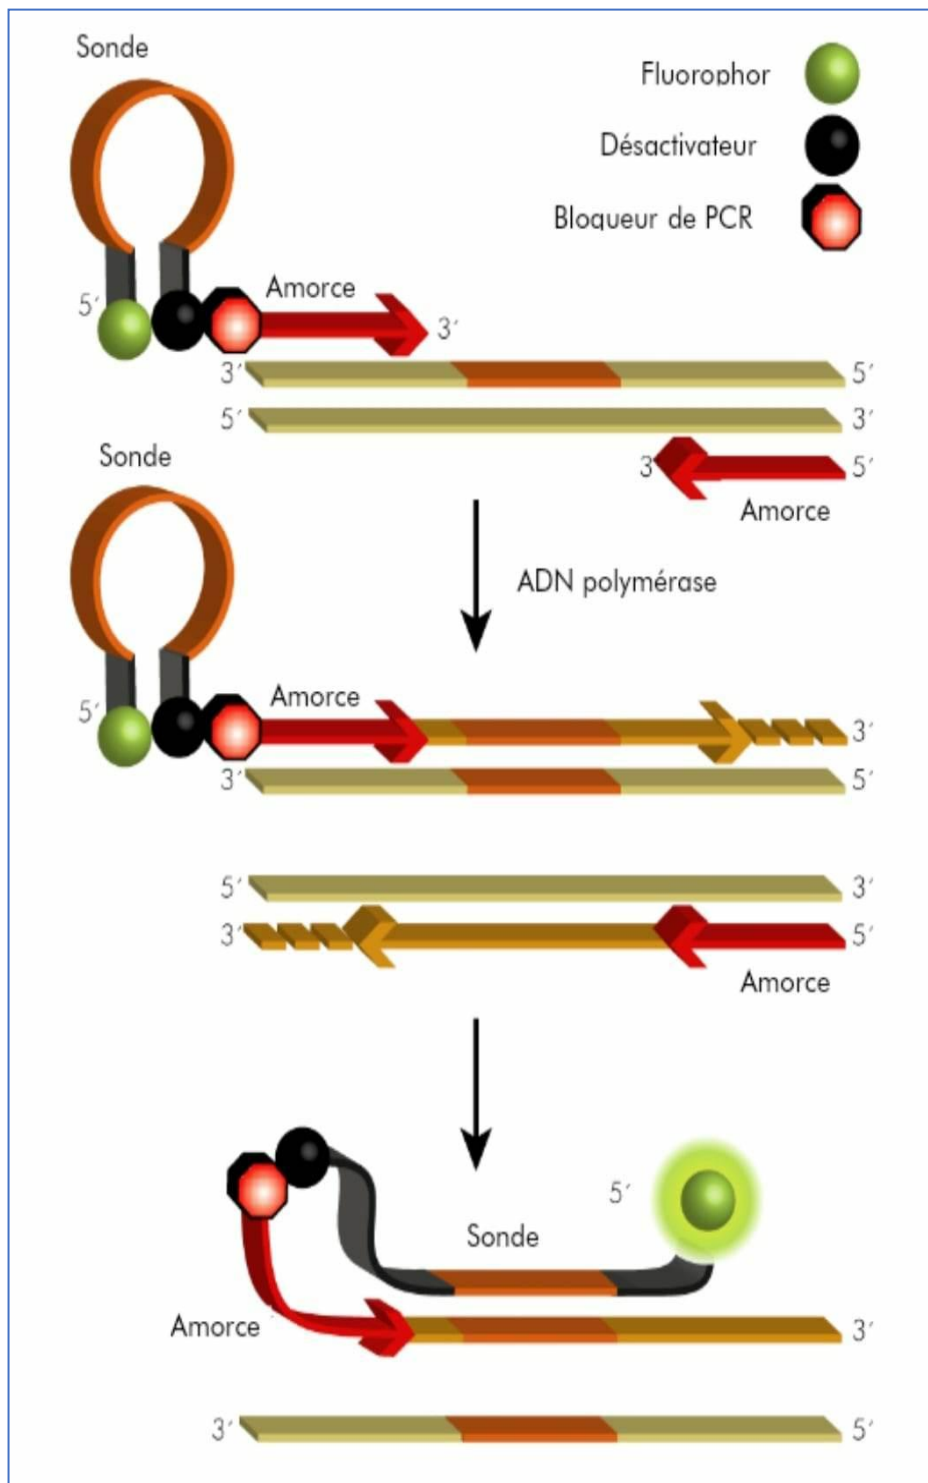 Sonde
Fluorophor
Désactivateur
Bloqueur de PCR
5′
Amorce
3′
3′
5′
5′
3′
Sonde
3′
5′
Amorce
ADN polymérase
5′
Amorce
3′
3′
5′
5′
3′
3′
5′
Amorce
5′
Sonde
Amorce
3′
3′
5′